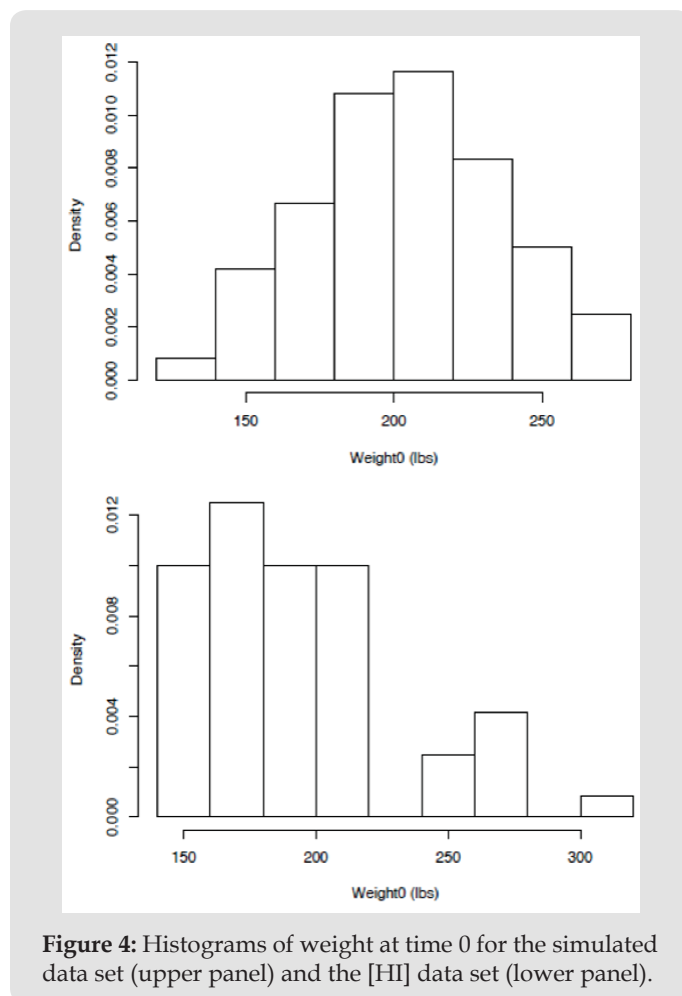 0.012
0.010
0.008
0.006
0.004
0.002
0.000
Density
150 200 250
Weight0 (lbs)
0.012
0.008
0.004
0.000
Density
150 200 250 300
Weight0 (lbs)
Figure 4: Histograms of weight at time 0 for the simulated
data set (upper panel) and the [HI] data set (lower panel).